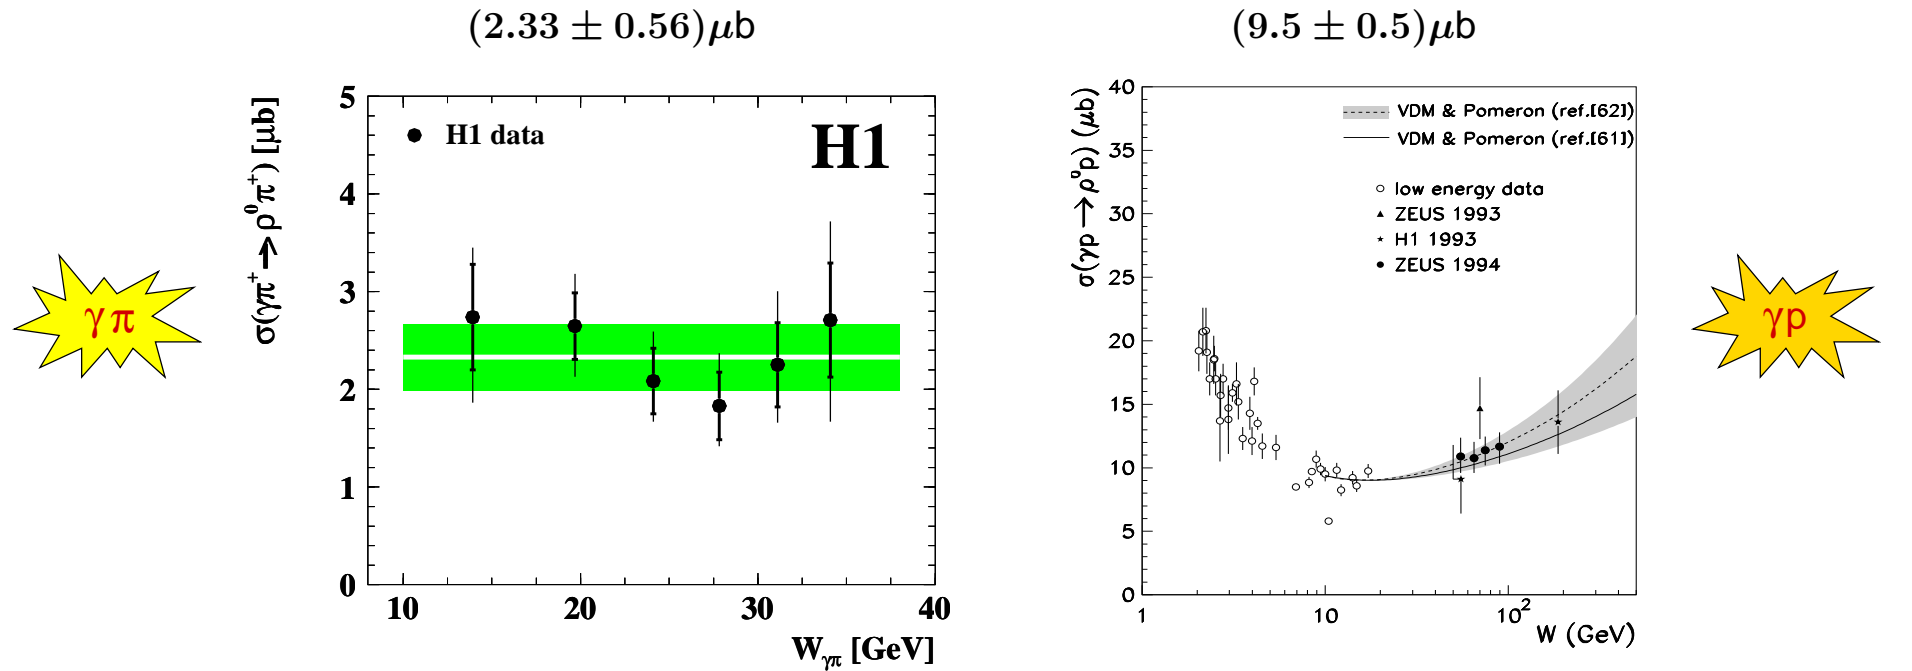 (2.33 ± 0.56)μb
(9.5 ± 0.5)μb
σ(γπ⁺→ρ⁰π⁺) [μb]
5
4
3
2
1
0
H1 data
H1
10
20
30
40
W_γπ [GeV]
γπ
σ(γp→ρ⁰p) (μb)
40
35
30
25
20
15
10
5
0
VDM & Pomeron (ref.[62])
VDM & Pomeron (ref.[61])
low energy data
ZEUS 1993
H1 1993
ZEUS 1994
1
10
10²
W (GeV)
γp